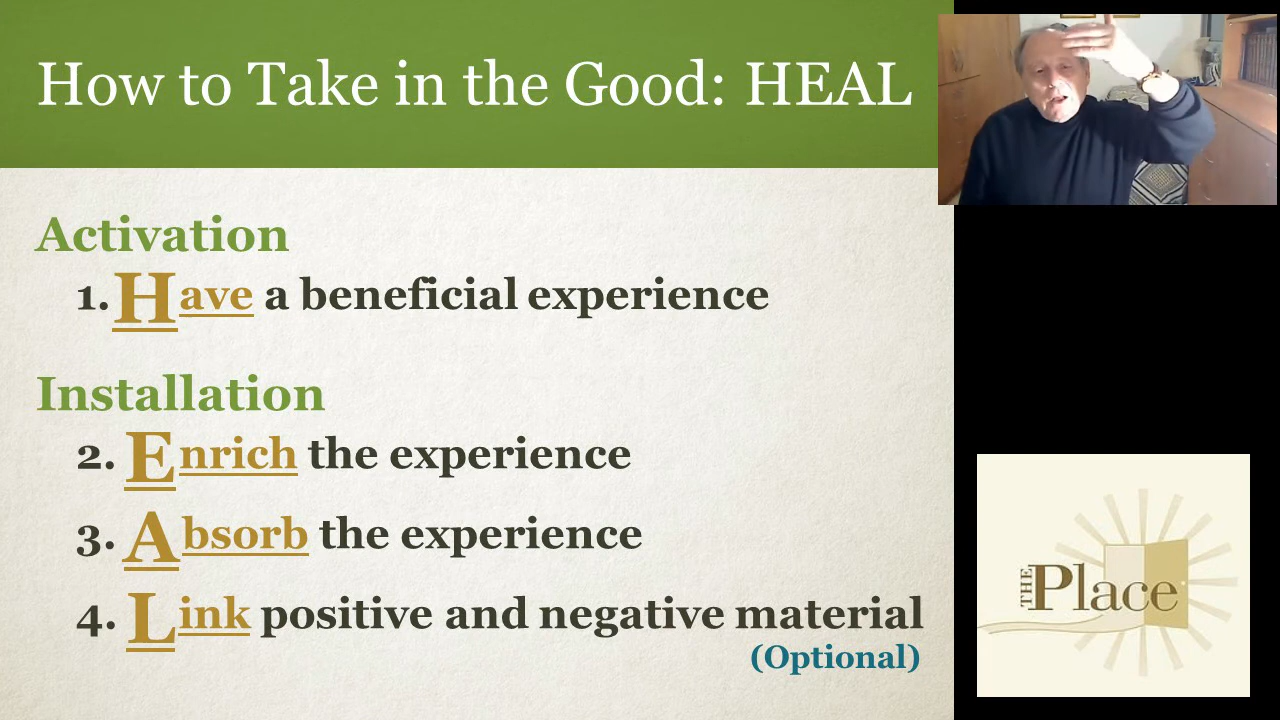 How to Take in the Good: HEAL
Activation
1. Have a beneficial experience
Installation
2. Enrich the experience
3. Absorb the experience
4. Link positive and negative material
(Optional)
THE Place